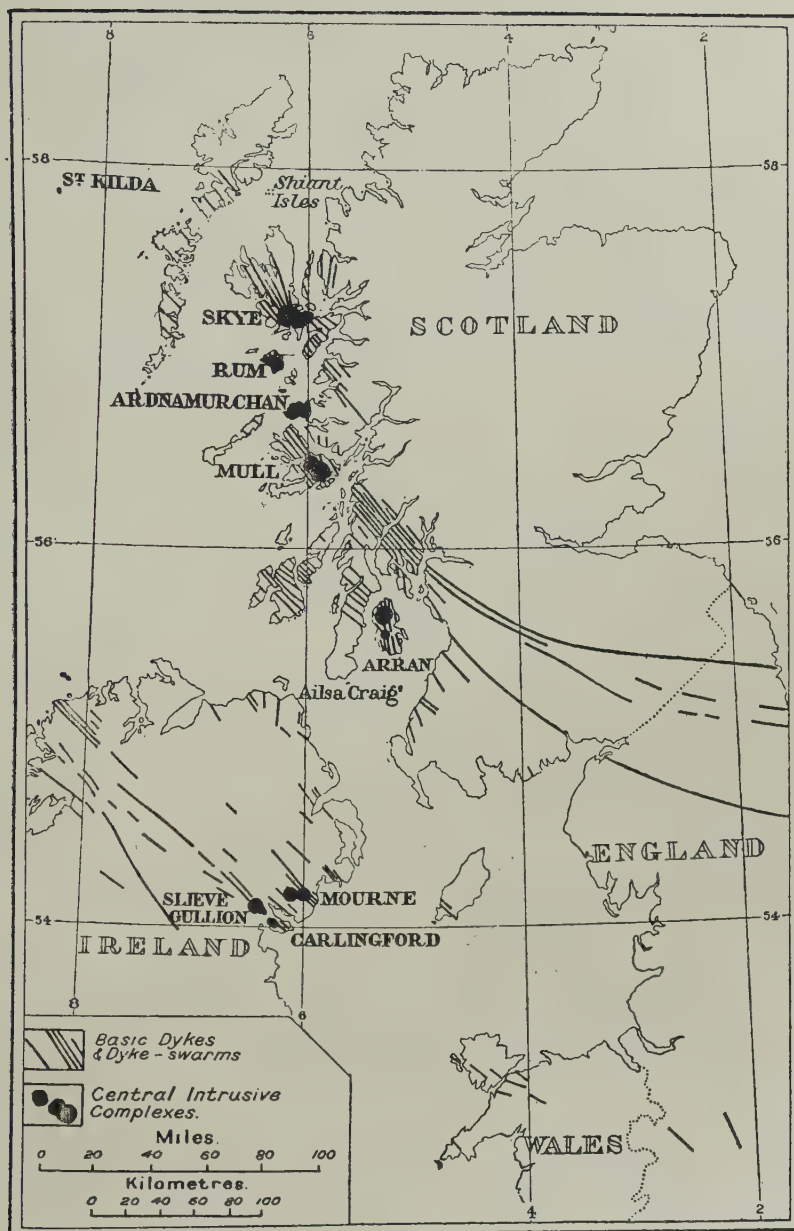 8 6 4 2
58 58
ST KILDA
Shiant
Isles
SKYE
SCOTLAND
RUM
ARDNAMURCHAN
MULL
56 56
ARRAN
Ailsa Craig
ENGLAND
SLIEVE
GULLION
MOURNE
54 54
IRELAND
CARLINGFORD
8 6
Basic Dykes
& Dyke-swarms
Central Intrusive
Complexes.
Miles.
0 20 40 60 80 100
Kilometres.
0 20 40 60 80 100
WALES
4 2